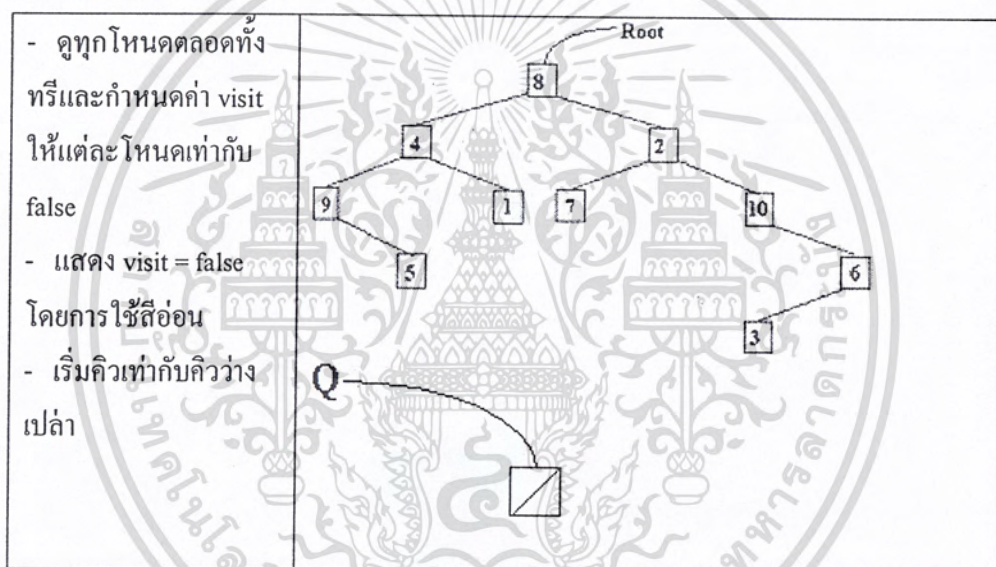 - ดูทุกโหนดตลอดทั้ง
ทรีและกำหนดค่า visit
ให้แต่ละโหนดเท่ากับ
false
- แสดง visit = false
โดยการใช้สีอ่อน
- เริ่มคิวเท่ากับคิวว่าง
เปล่า
Root
8
4
2
9
1
7
10
5
6
3
Q